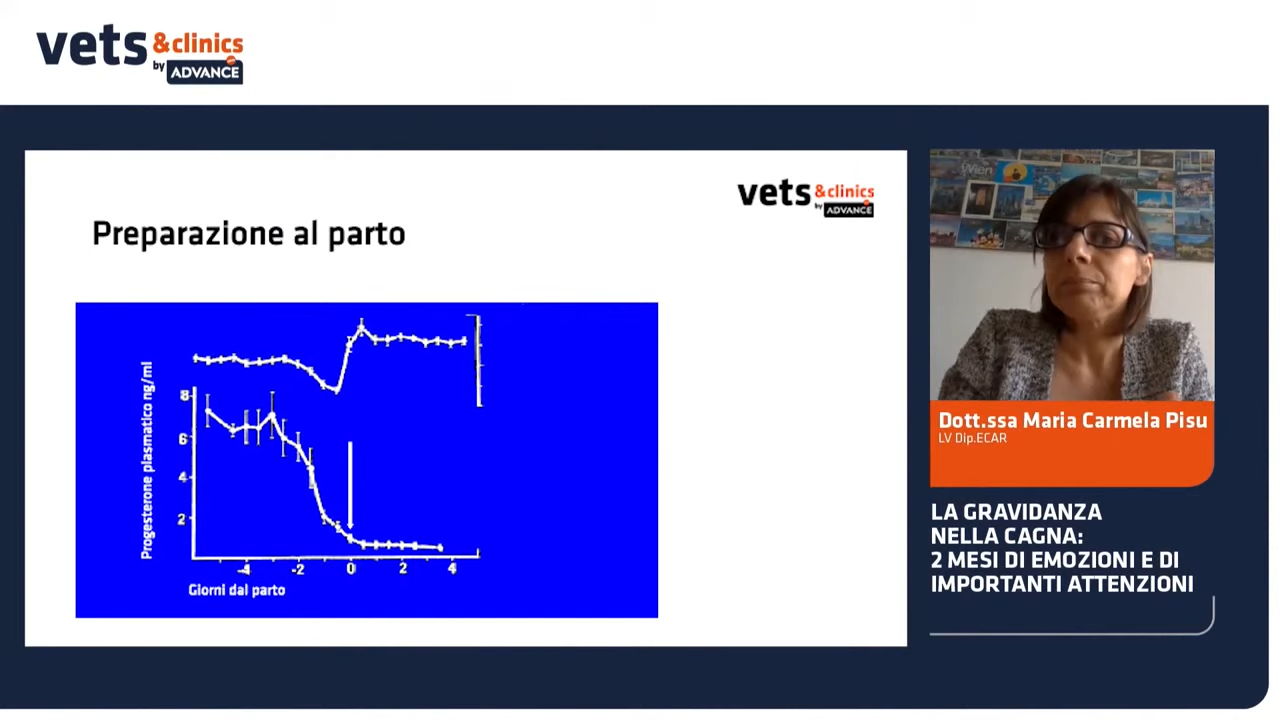 vets &clinics
by ADVANCE
vets &clinics
by ADVANCE
Preparazione al parto
Progesterone plasmatico ng/ml
8
6
4
2
-4 -2 0 2 4
Giorni dal parto
Wien
Dott.ssa Maria Carmela Pisu
LV Dip.ECAR
LA GRAVIDANZA
NELLA CAGNA:
2 MESI DI EMOZIONI E DI
IMPORTANTI ATTENZIONI